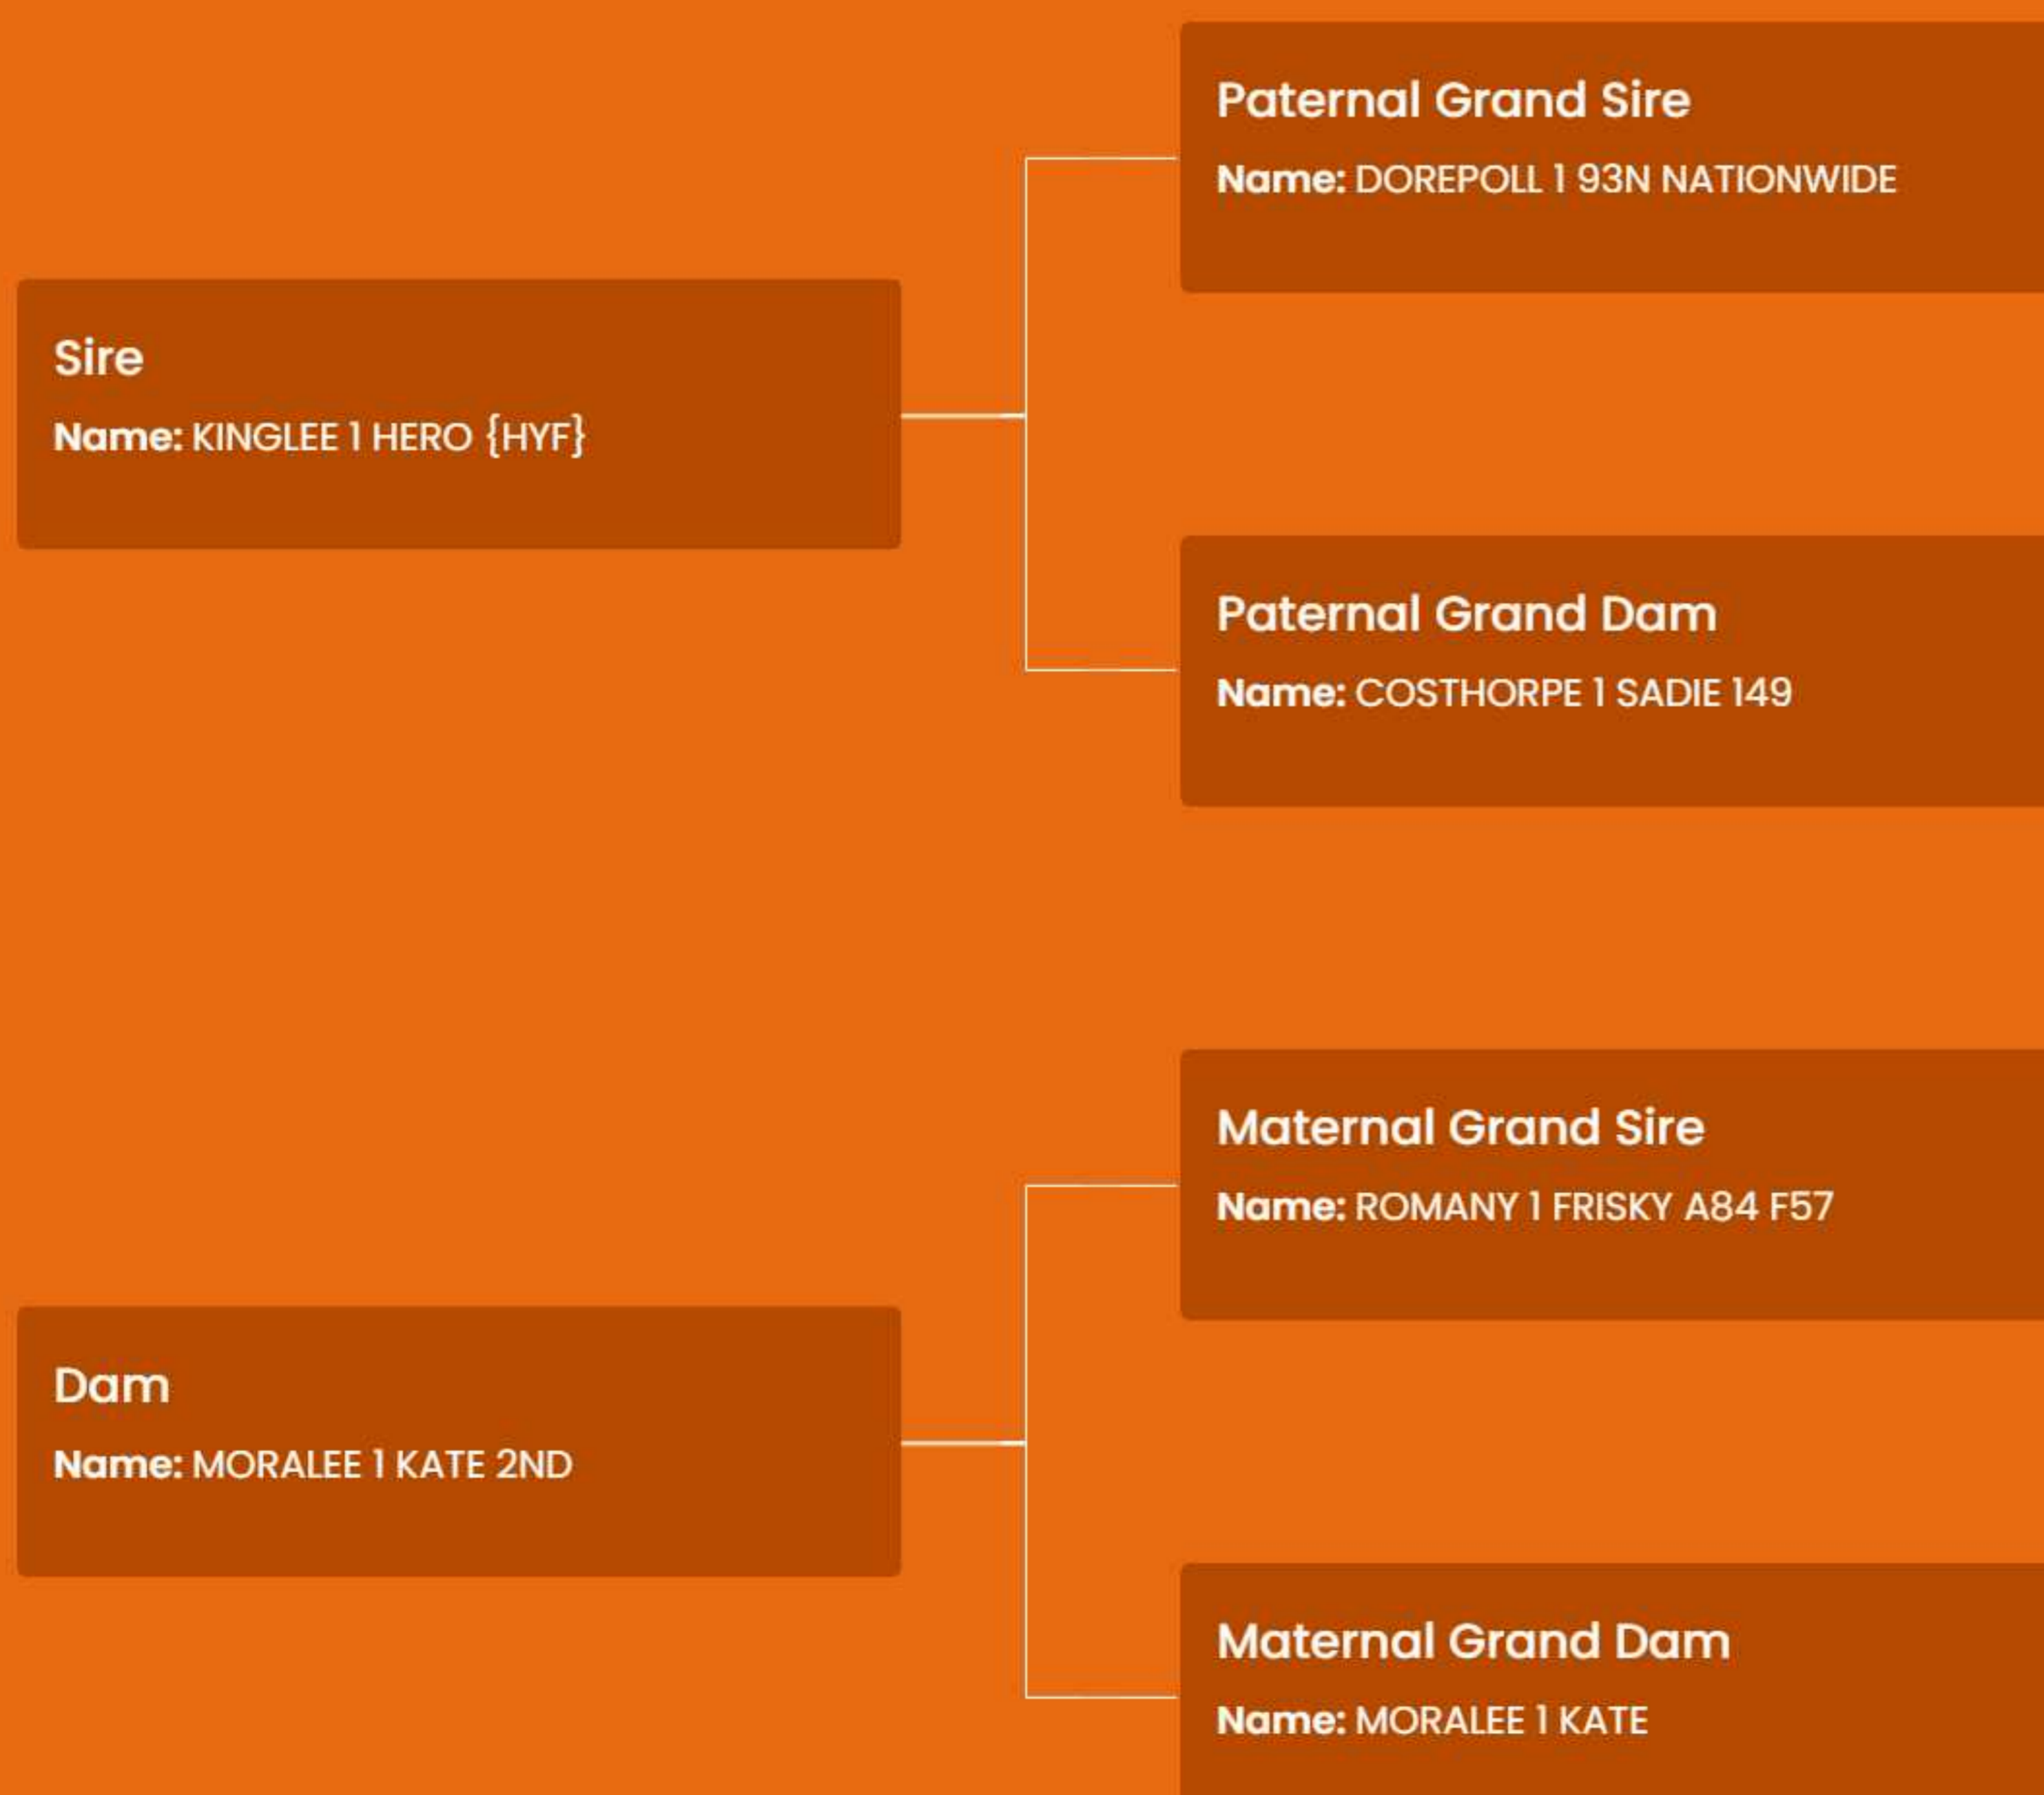 Paternal Grand Sire
Name: DOREPOLL 1 93N NATIONWIDE
Sire
Name: KINGLEE 1 HERO {HYF}
Paternal Grand Dam
Name: COSTHORPE 1 SADIE 149
Maternal Grand Sire
Name: ROMANY 1 FRISKY A84 F57
Dam
Name: MORALEE 1 KATE 2ND
Maternal Grand Dam
Name: MORALEE 1 KATE